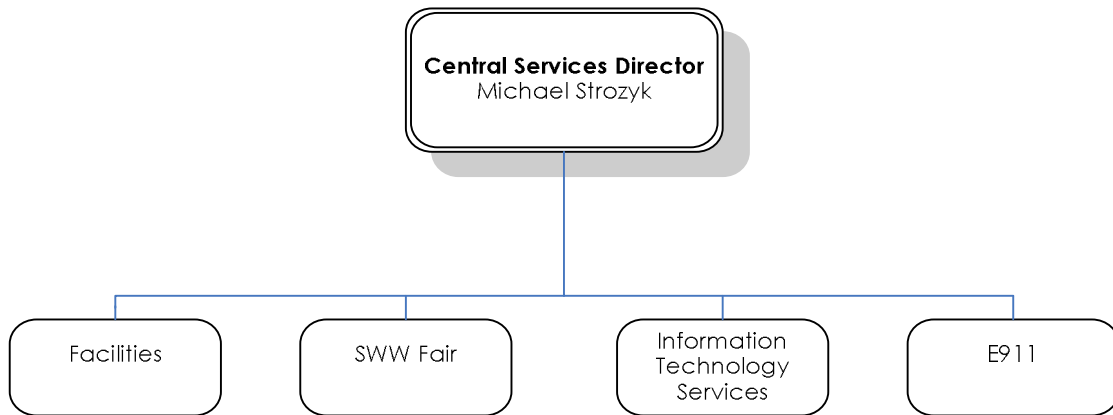 Central Services Director
Michael Strozyk
Facilities
SWW Fair
Information
Technology
Services
E911